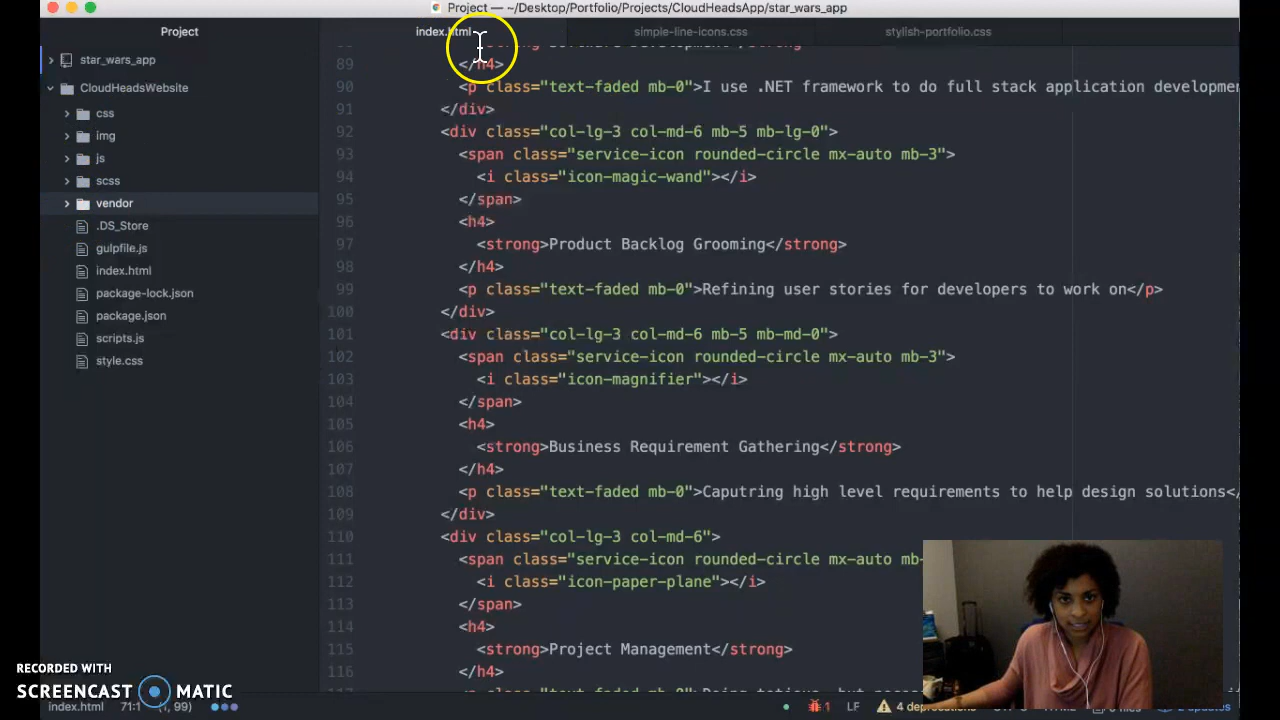 Project — ~/Desktop/Portfolio/Projects/CloudHeadsApp/star_wars_app
Project
index.html
simple-line-icons.css
stylish-portfolio.css
star_wars_app
CloudHeadsWebsite
css
img
js
scss
vendor
.DS_Store
gulpfile.js
index.html
package-lock.json
package.json
scripts.js
style.css
89 </h4>
90 <p class="text-faded mb-0">I use .NET framework to do full stack application developmen
91 </div>
92 <div class="col-lg-3 col-md-6 mb-5 mb-lg-0">
93 <span class="service-icon rounded-circle mx-auto mb-3">
94 <i class="icon-magic-wand"></i>
95 </span>
96 <h4>
97 <strong>Product Backlog Grooming</strong>
98 </h4>
99 <p class="text-faded mb-0">Refining user stories for developers to work on</p>
100 </div>
101 <div class="col-lg-3 col-md-6 mb-5 mb-md-0">
102 <span class="service-icon rounded-circle mx-auto mb-3">
103 <i class="icon-magnifier"></i>
104 </span>
105 <h4>
106 <strong>Business Requirement Gathering</strong>
107 </h4>
108 <p class="text-faded mb-0">Caputring high level requirements to help design solutions</
109 </div>
110 <div class="col-lg-3 col-md-6">
111 <span class="service-icon rounded-circle mx-auto mb-
112 <i class="icon-paper-plane"></i>
113 </span>
114 <h4>
115 <strong>Project Management</strong>
116 </h4>
RECORDED WITH
SCREENCAST MATIC
index.html 71:1 (1, 99)
1 LF 4 deprecations
2 updates